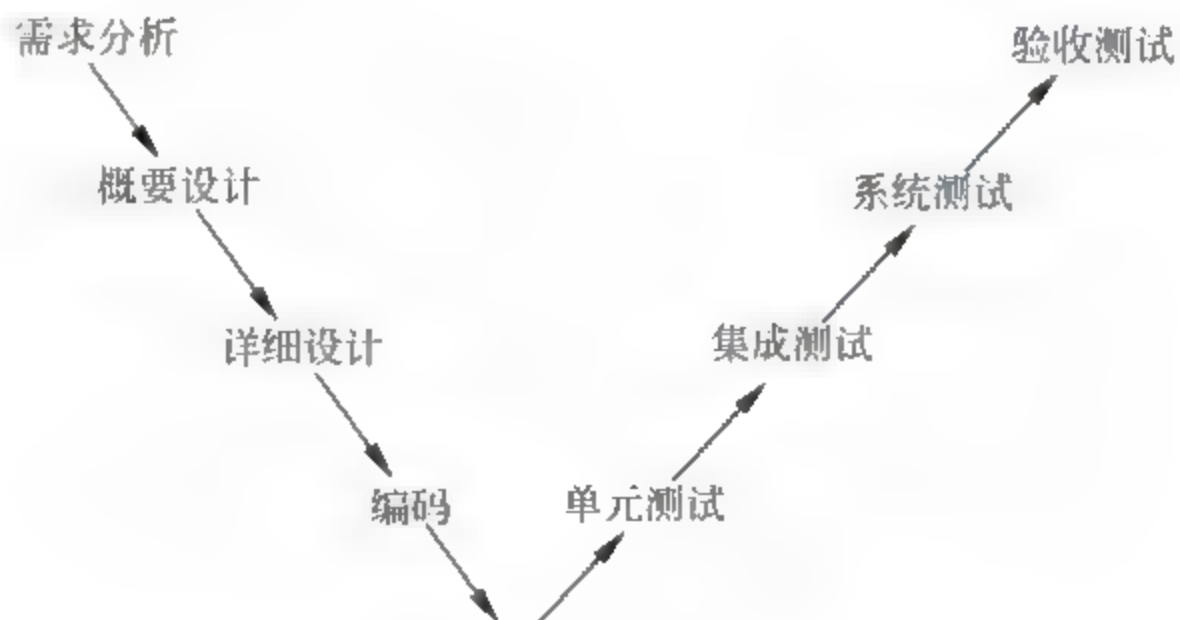 需求分析
验收测试
概要设计
系统测试
详细设计
集成测试
编码
单元测试